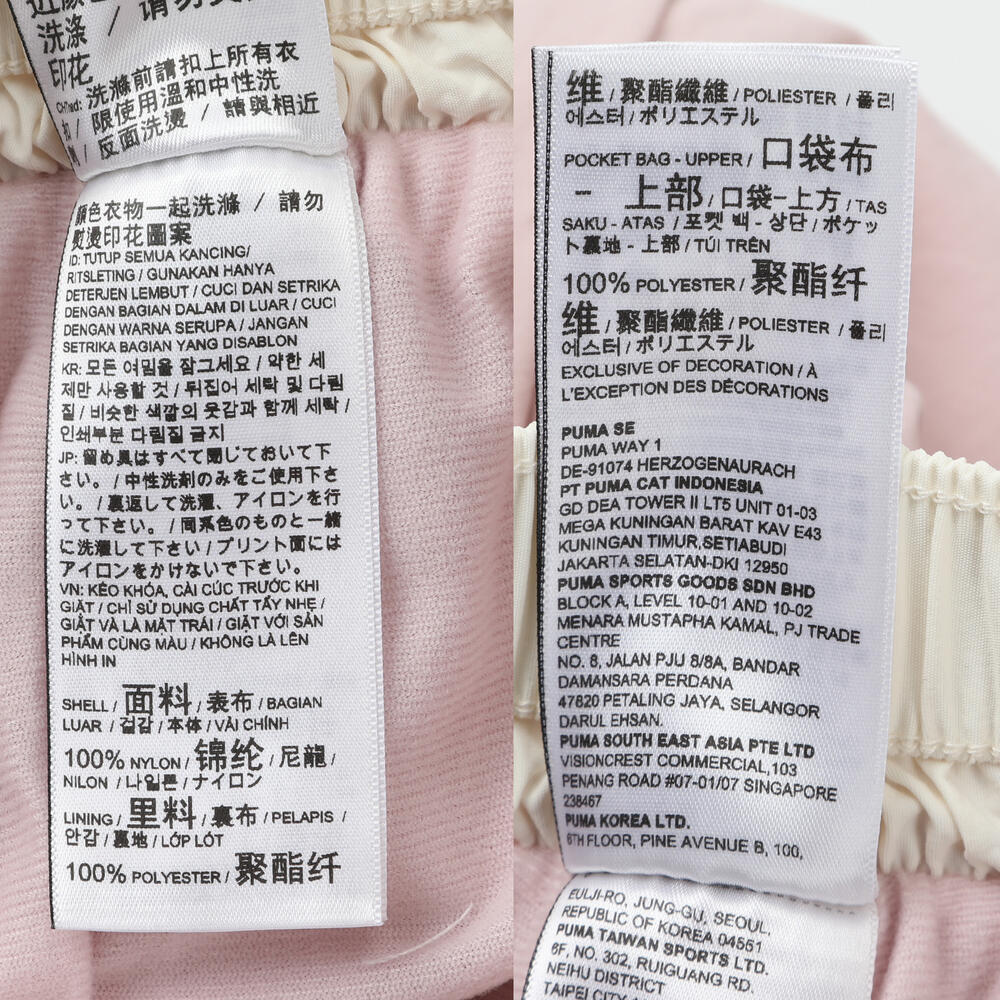 洗涤
印花
洗滌前請扣上所有衣
扣 / 限使用溫和中性洗
/ 反面洗燙 / 請與相近
顏色衣物一起洗滌 / 請勿
熨燙印花圖案
ID: TUTUP SEMUA KANCING/
RITSLETING / GUNAKAN HANYA
DETERJEN LEMBUT / CUCI DAN SETRIKA
DENGAN BAGIAN DALAM DI LUAR / CUCI
DENGAN WARNA SERUPA / JANGAN
SETRIKA BAGIAN YANG DISABLON
KR: 모든 여밈을 잠그세요 / 약한 세
제만 사용할 것 / 뒤집어 세탁 및 다림
질 / 비슷한 색깔의 옷감과 함께 세탁 /
인쇄부분 다림질 금지
JP: 留め具はすべて閉じておいて下
さい。 / 中性洗剤のみをご使用下さ
い。 / 裏返して洗濯、アイロンを行
って下さい。 / 同系色のものと一緒
に洗濯して下さい / プリント面には
アイロンをかけないで下さい。
VN: KÉO KHÓA, CÀI CÚC TRƯỚC KHI
GIẶT / CHỈ SỬ DỤNG CHẤT TẨY NHẸ /
GIẶT VÀ LÀ MẶT TRÁI / GIẶT VỚI SẢN
PHẨM CÙNG MÀU / KHÔNG LÀ LÊN
HÌNH IN
SHELL / 面料 / 表布 / BAGIAN
LUAR / 겉감 / 本体 / VẢI CHÍNH
100% NYLON / 锦纶 / 尼龍 /
NILON / 나일론 / ナイロン
LINING / 里料 / 裏布 / PELAPIS /
안감 / 裏地 / LỚP LÓT
100% POLYESTER / 聚酯纤
维 / 聚酯纖維 / POLIESTER / 폴리
에스터 / ポリエステル
POCKET BAG - UPPER / 口袋布
- 上部 / 口袋-上方 / TAS
SAKU - ATAS / 포켓 백 - 상단 / ポケッ
ト裏地 - 上部 / TÚI TRÊN
100% POLYESTER / 聚酯纤
维 / 聚酯纖維 / POLIESTER / 폴리
에스터 / ポリエステル
EXCLUSIVE OF DECORATION / À
L'EXCEPTION DES DÉCORATIONS
PUMA SE
PUMA WAY 1
DE-91074 HERZOGENAURACH
PT PUMA CAT INDONESIA
GD DEA TOWER II LT5 UNIT 01-03
MEGA KUNINGAN BARAT KAV E43
KUNINGAN TIMUR,SETIABUDI
JAKARTA SELATAN-DKI 12950
PUMA SPORTS GOODS SDN BHD
BLOCK A, LEVEL 10-01 AND 10-02
MENARA MUSTAPHA KAMAL, PJ TRADE
CENTRE
NO. 8, JALAN PJU 8/8A, BANDAR
DAMANSARA PERDANA
47820 PETALING JAYA, SELANGOR
DARUL EHSAN.
PUMA SOUTH EAST ASIA PTE LTD
VISIONCREST COMMERCIAL,103
PENANG ROAD #07-01/07 SINGAPORE
238467
PUMA KOREA LTD.
6TH FLOOR, PINE AVENUE B, 100,
EULJI-RO, JUNG-GU, SEOUL,
REPUBLIC OF KOREA 04551
PUMA TAIWAN SPORTS LTD.
6F, NO. 302, RUIGUANG RD.
NEIHU DISTRICT
TAIPEI CITY